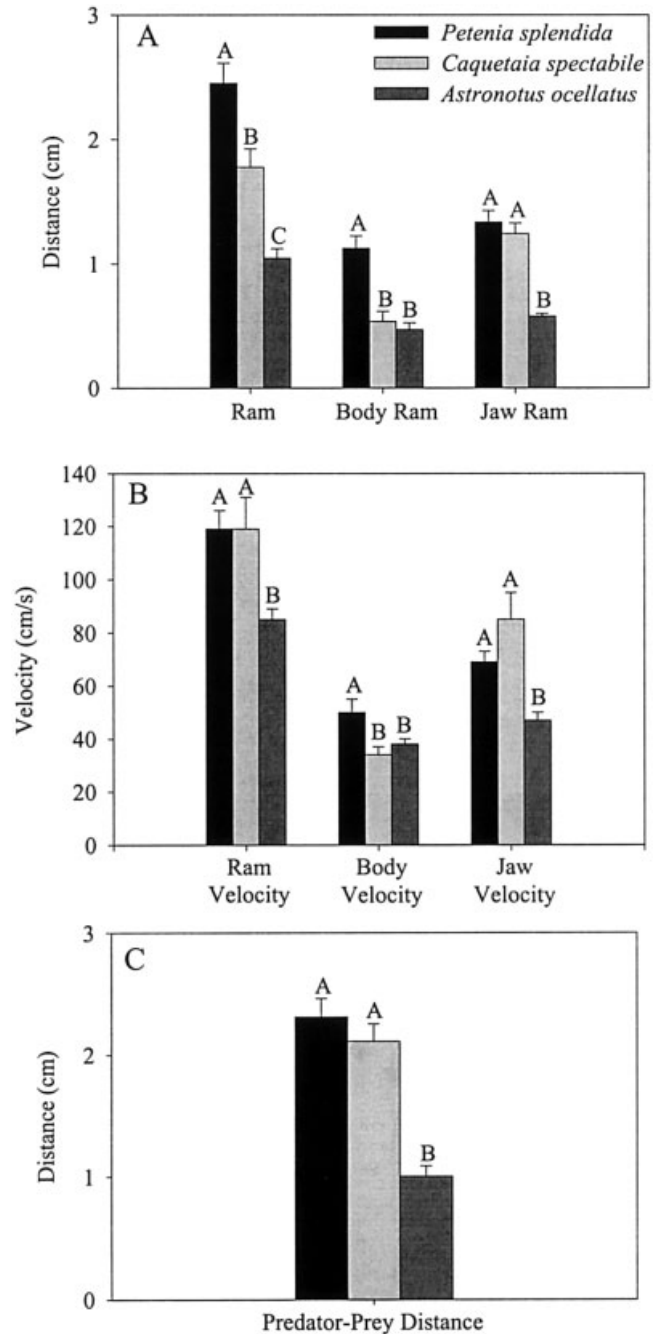 A
Petenia splendida
Caquetaia spectabile
Astronotus ocellatus
Distance (cm)
3
2
1
0
A
B
C
A
B
B
A
A
B
Ram
Body Ram
Jaw Ram
B
Velocity (cm/s)
140
120
100
80
60
40
20
0
A
A
B
A
B
B
A
A
B
Ram
Velocity
Body
Velocity
Jaw
Velocity
C
Distance (cm)
3
2
1
0
A
A
B
Predator-Prey Distance